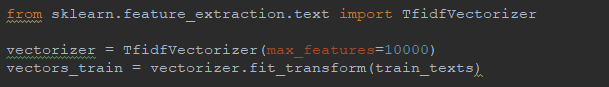 from sklearn.feature_extraction.text import TfidfVectorizer
vectorizer = TfidfVectorizer(max_features=10000)
vectors_train = vectorizer.fit_transform(train_texts)